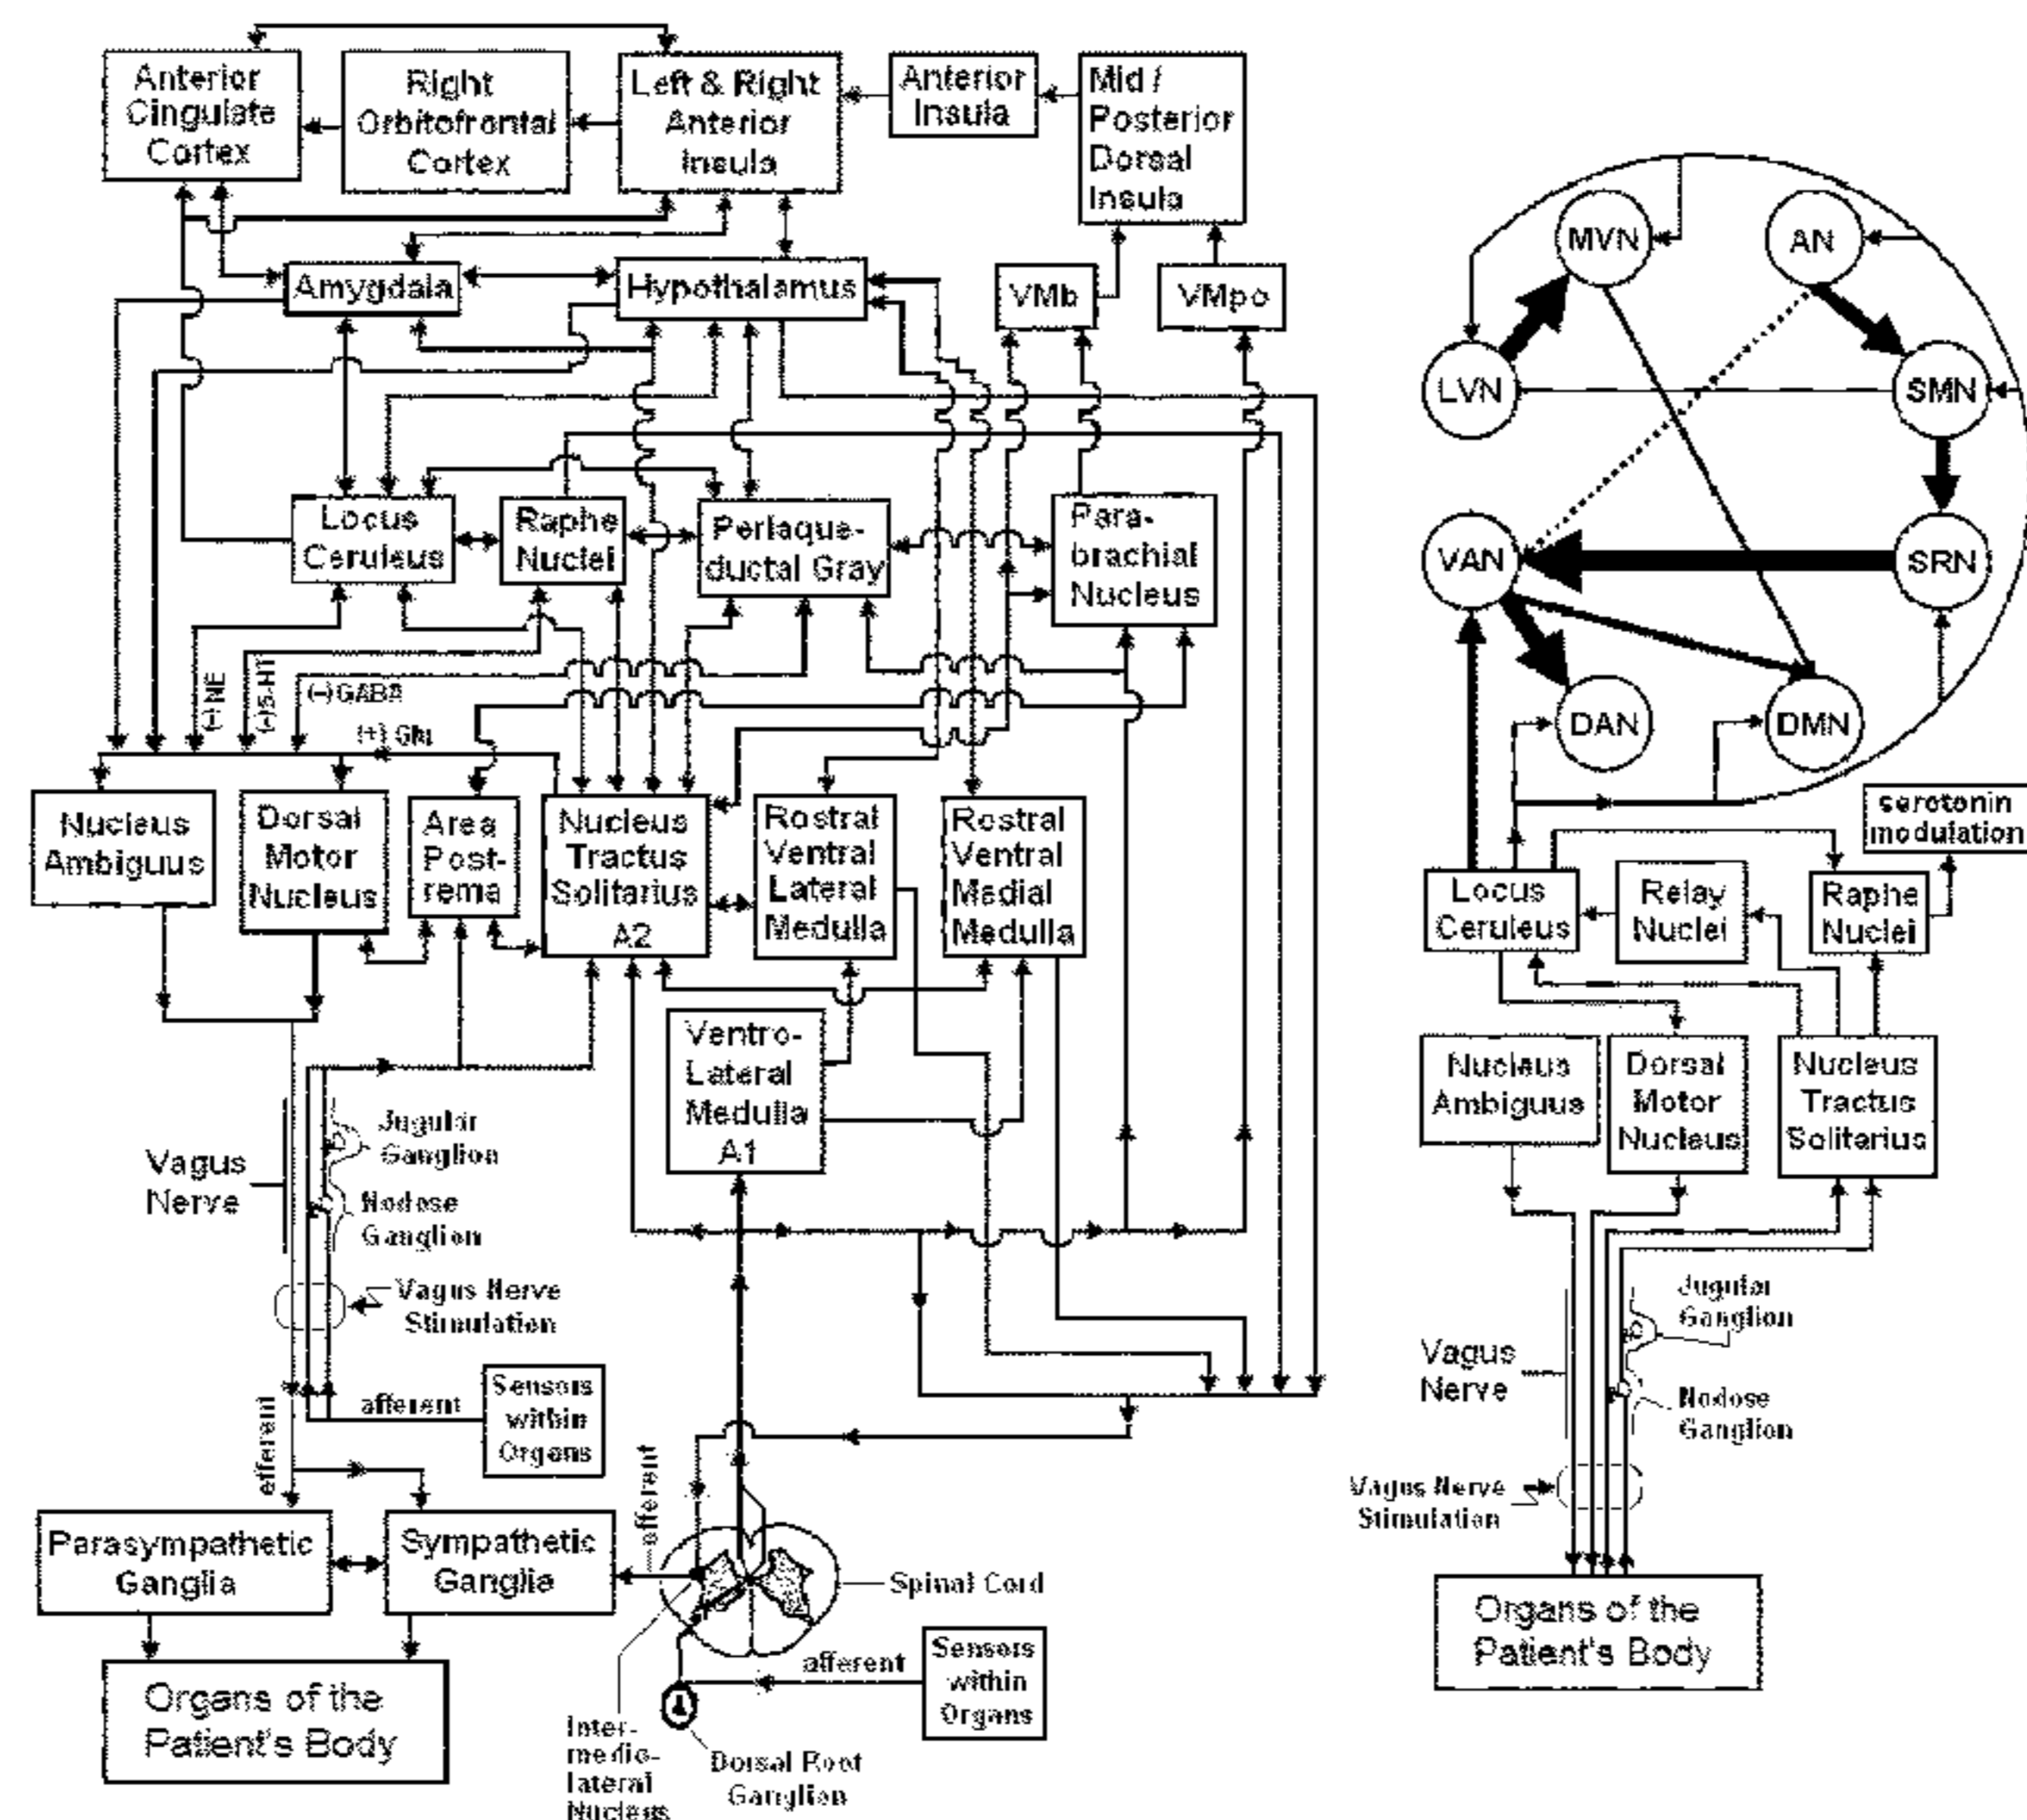 Anterior
Cingulate
Cortex
Right
Orbitofrontal
Cortex
Left & Right
Anterior
Insula
Anterior
Insula
Mid /
Posterior
Dorsal
Insula
Amygdala
Hypothalamus
VMb
VMpo
Locus
Ceruleus
Raphe
Nuclei
Periaque-
ductal Gray
Para-
brachial
Nucleus
(-) NE
(-) 5-HT
(-) GABA
(+) Glu
Nucleus
Ambiguus
Dorsal
Motor
Nucleus
Area
Post-
rema
Nucleus
Tractus
Solitarius
A2
Rostral
Ventral
Lateral
Medulla
Rostral
Ventral
Medial
Medulla
Ventro-
Lateral
Medulla
A1
Jugular
Ganglion
Vagus
Nerve
Nodose
Ganglion
Vagus Nerve
Stimulation
efferent
afferent
Sensors
within
Organs
Parasympathetic
Ganglia
Sympathetic
Ganglia
efferent
Spinal Cord
Organs of the
Patient's Body
afferent
Sensors
within
Organs
Inter-
medio-
lateral
Nucleus
Dorsal Root
Ganglion
MVN
AN
LVN
SMN
VAN
SRN
DAN
DMN
serotonin
modulation
Locus
Ceruleus
Relay
Nuclei
Raphe
Nuclei
Nucleus
Ambiguus
Dorsal
Motor
Nucleus
Nucleus
Tractus
Solitarius
Jugular
Ganglion
Vagus
Nerve
Nodose
Ganglion
Vagus Nerve
Stimulation
Organs of the
Patient's Body